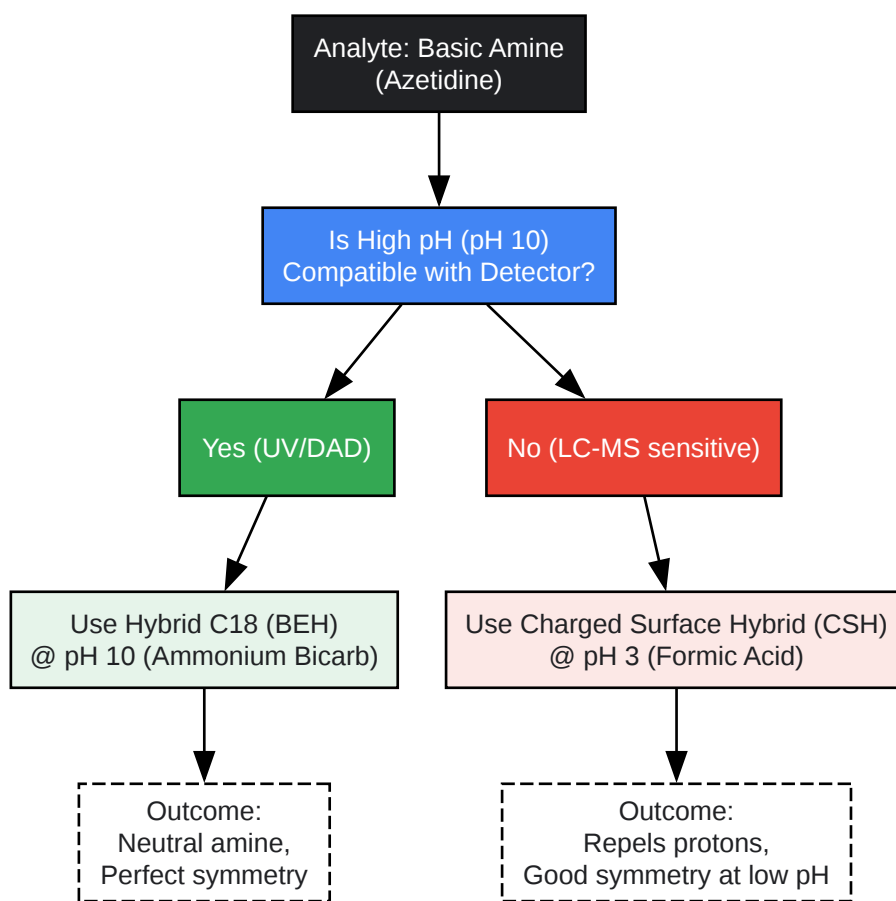 Analyte: Basic Amine
(Azetidine)
Is High pH (pH 10)
Compatible with Detector?
Yes (UV/DAD)
No (LC-MS sensitive)
Use Hybrid C18 (BEH)
@ pH 10 (Ammonium Bicarb)
Use Charged Surface Hybrid (CSH)
@ pH 3 (Formic Acid)
Outcome:
Neutral amine,
Perfect symmetry
Outcome:
Repels protons,
Good symmetry at low pH